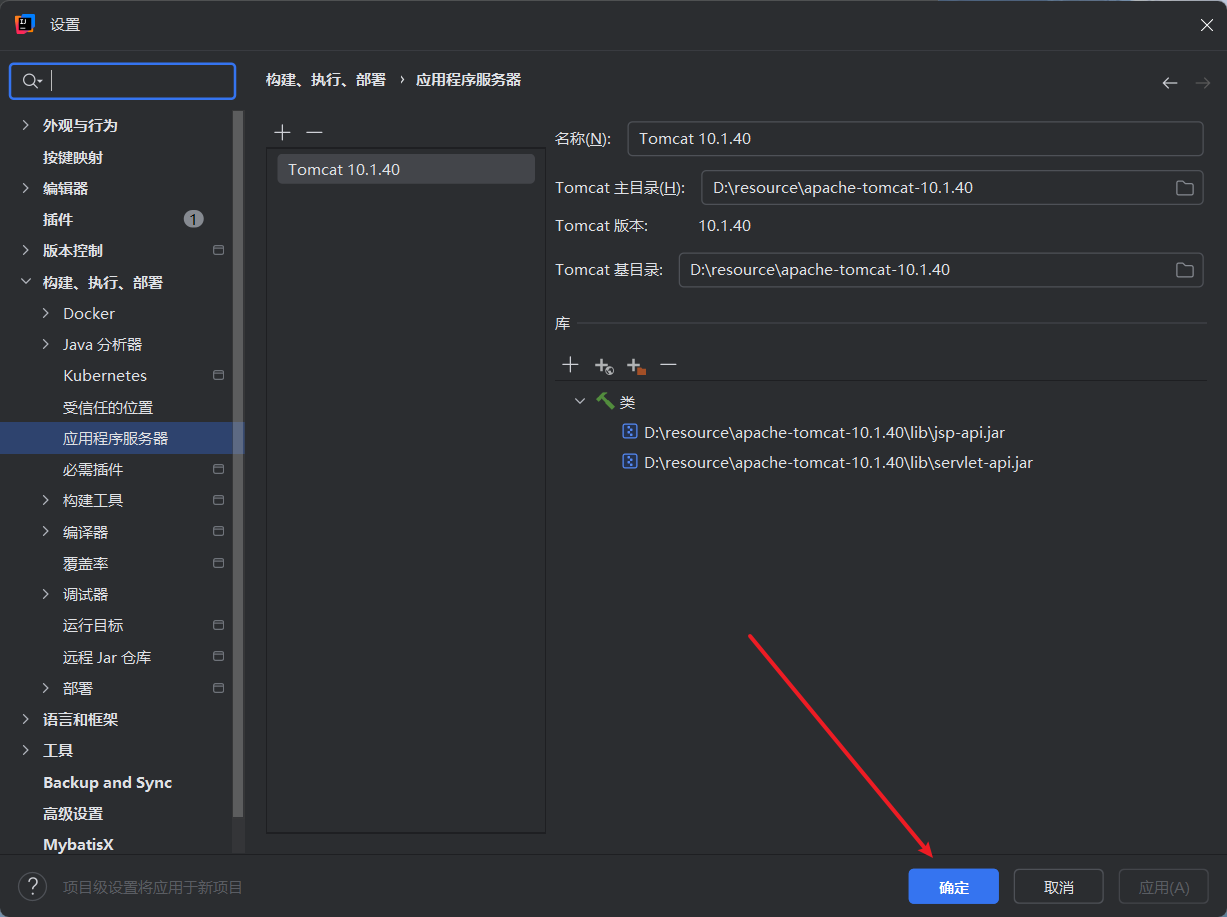 设置
构建、执行、部署 › 应用程序服务器
外观与行为
按键映射
编辑器
插件 1
版本控制
构建、执行、部署
Docker
Java 分析器
Kubernetes
受信任的位置
应用程序服务器
必需插件
构建工具
编译器
覆盖率
调试器
运行目标
远程 Jar 仓库
部署
语言和框架
工具
Backup and Sync
高级设置
MybatisX
Tomcat 10.1.40
名称(N): Tomcat 10.1.40
Tomcat 主目录(H): D:\resource\apache-tomcat-10.1.40
Tomcat 版本: 10.1.40
Tomcat 基目录: D:\resource\apache-tomcat-10.1.40
库
类
D:\resource\apache-tomcat-10.1.40\lib\jsp-api.jar
D:\resource\apache-tomcat-10.1.40\lib\servlet-api.jar
? 项目级设置将应用于新项目
确定 取消 应用(A)